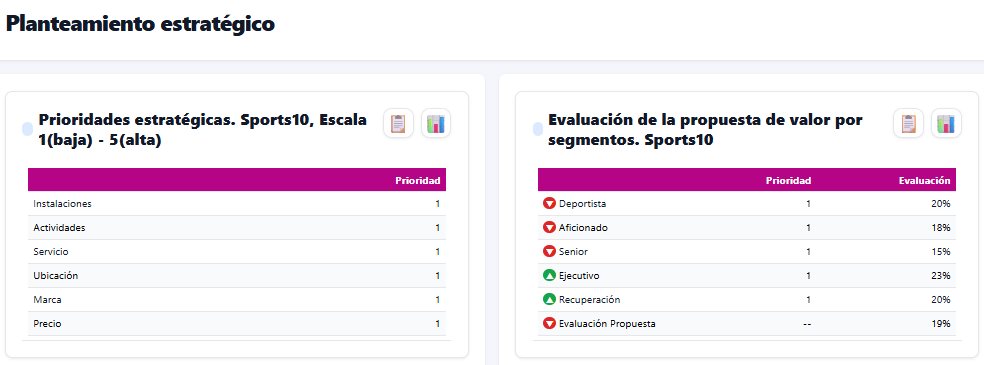 Planteamiento estratégico
Prioridades estratégicas. Sports10, Escala
1(baja) - 5(alta)
Prioridad
Instalaciones 1
Actividades 1
Servicio 1
Ubicación 1
Marca 1
Precio 1
Evaluación de la propuesta de valor por
segmentos. Sports10
Prioridad Evaluación
Deportista 1 20%
Aficionado 1 18%
Senior 1 15%
Ejecutivo 1 23%
Recuperación 1 20%
Evaluación Propuesta -- 19%